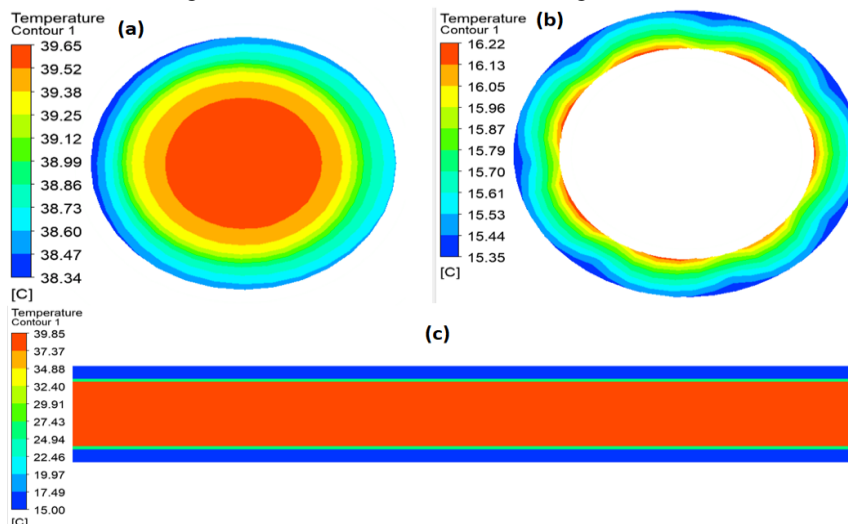 Temperature
Contour 1
(a)
39.65
39.52
39.38
39.25
39.12
38.99
38.86
38.73
38.60
38.47
38.34
[C]
Temperature
Contour 1
(b)
16.22
16.13
16.05
15.96
15.87
15.79
15.70
15.61
15.53
15.44
15.35
[C]
Temperature
Contour 1
(c)
39.85
37.37
34.88
32.40
29.91
27.43
24.94
22.46
19.97
17.49
15.00
[C]